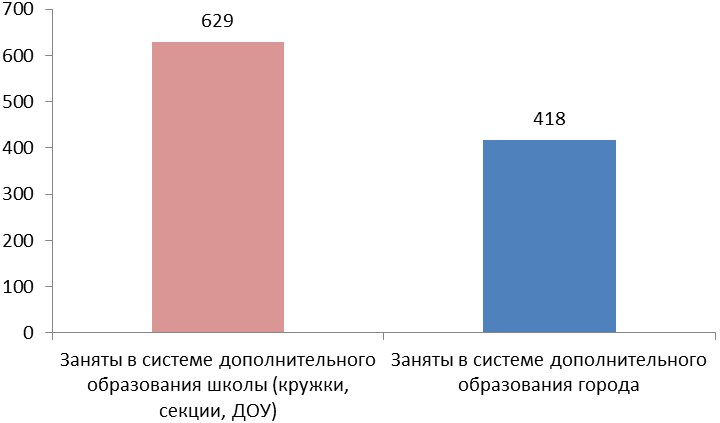 700
629
600
500
418
400
300
200
100
0
Заняты в системе дополнительного
образования школы (кружки,
секции, ДОУ)
Заняты в системе дополнительного
образования города